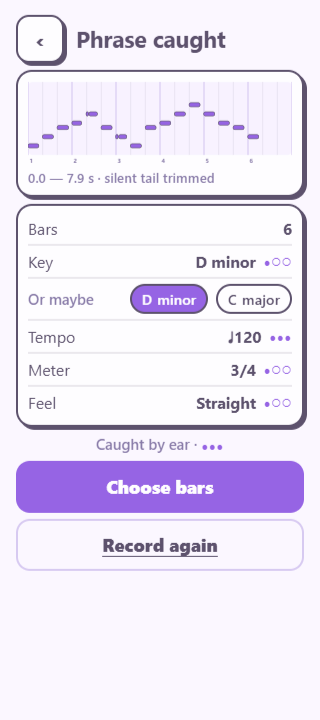 ‹ Phrase caught
1 2 3 4 5 6
0.0 — 7.9 s · silent tail trimmed
Bars 6
Key D minor •○○
Or maybe D minor C major
Tempo ♩120 •••
Meter 3/4 •○○
Feel Straight •○○
Caught by ear · •••
Choose bars
Record again